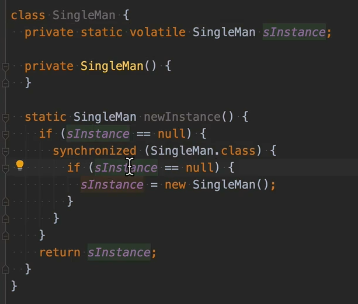 class SingleMan {
private static volatile SingleMan sInstance;
private SingleMan() {
}
static SingleMan newInstance() {
if (sInstance == null) {
synchronized (SingleMan.class) {
if (sInstance == null) {
sInstance = new SingleMan();
}
}
}
return sInstance;
}
}